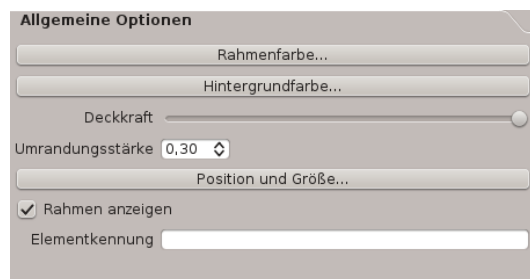 Allgemeine Optionen
Rahmenfarbe...
Hintergrundfarbe...
Deckkraft
Umrandungsstärke 0,30
Position und Größe...
Rahmen anzeigen
Elementkennung